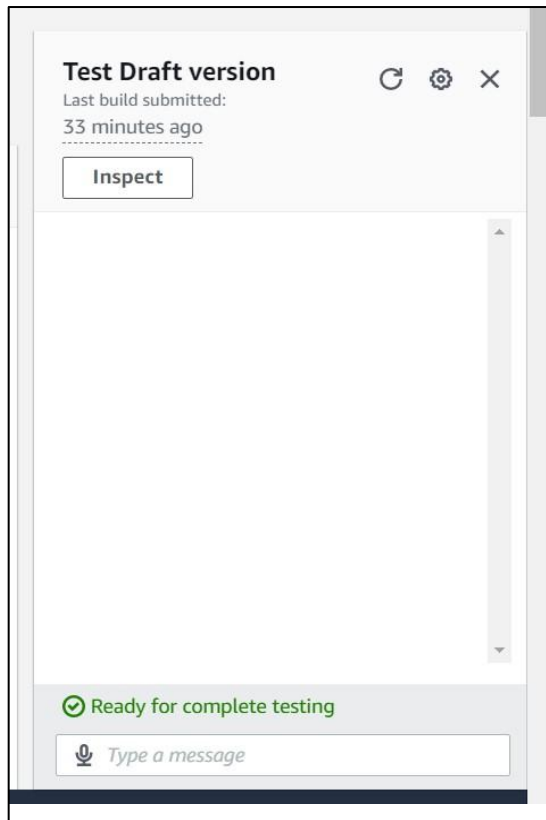 Test Draft version
Last build submitted:
33 minutes ago
Inspect
Ready for complete testing
Type a message